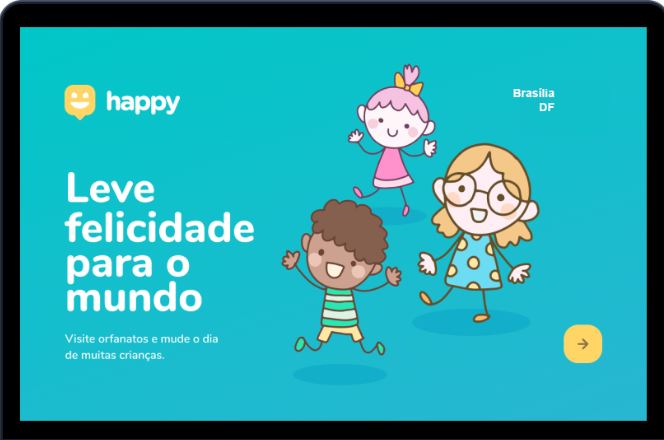 happy
Brasília
DF
Leve
felicidade
para o
mundo
Visite orfanatos e mude o dia
de muitas crianças.